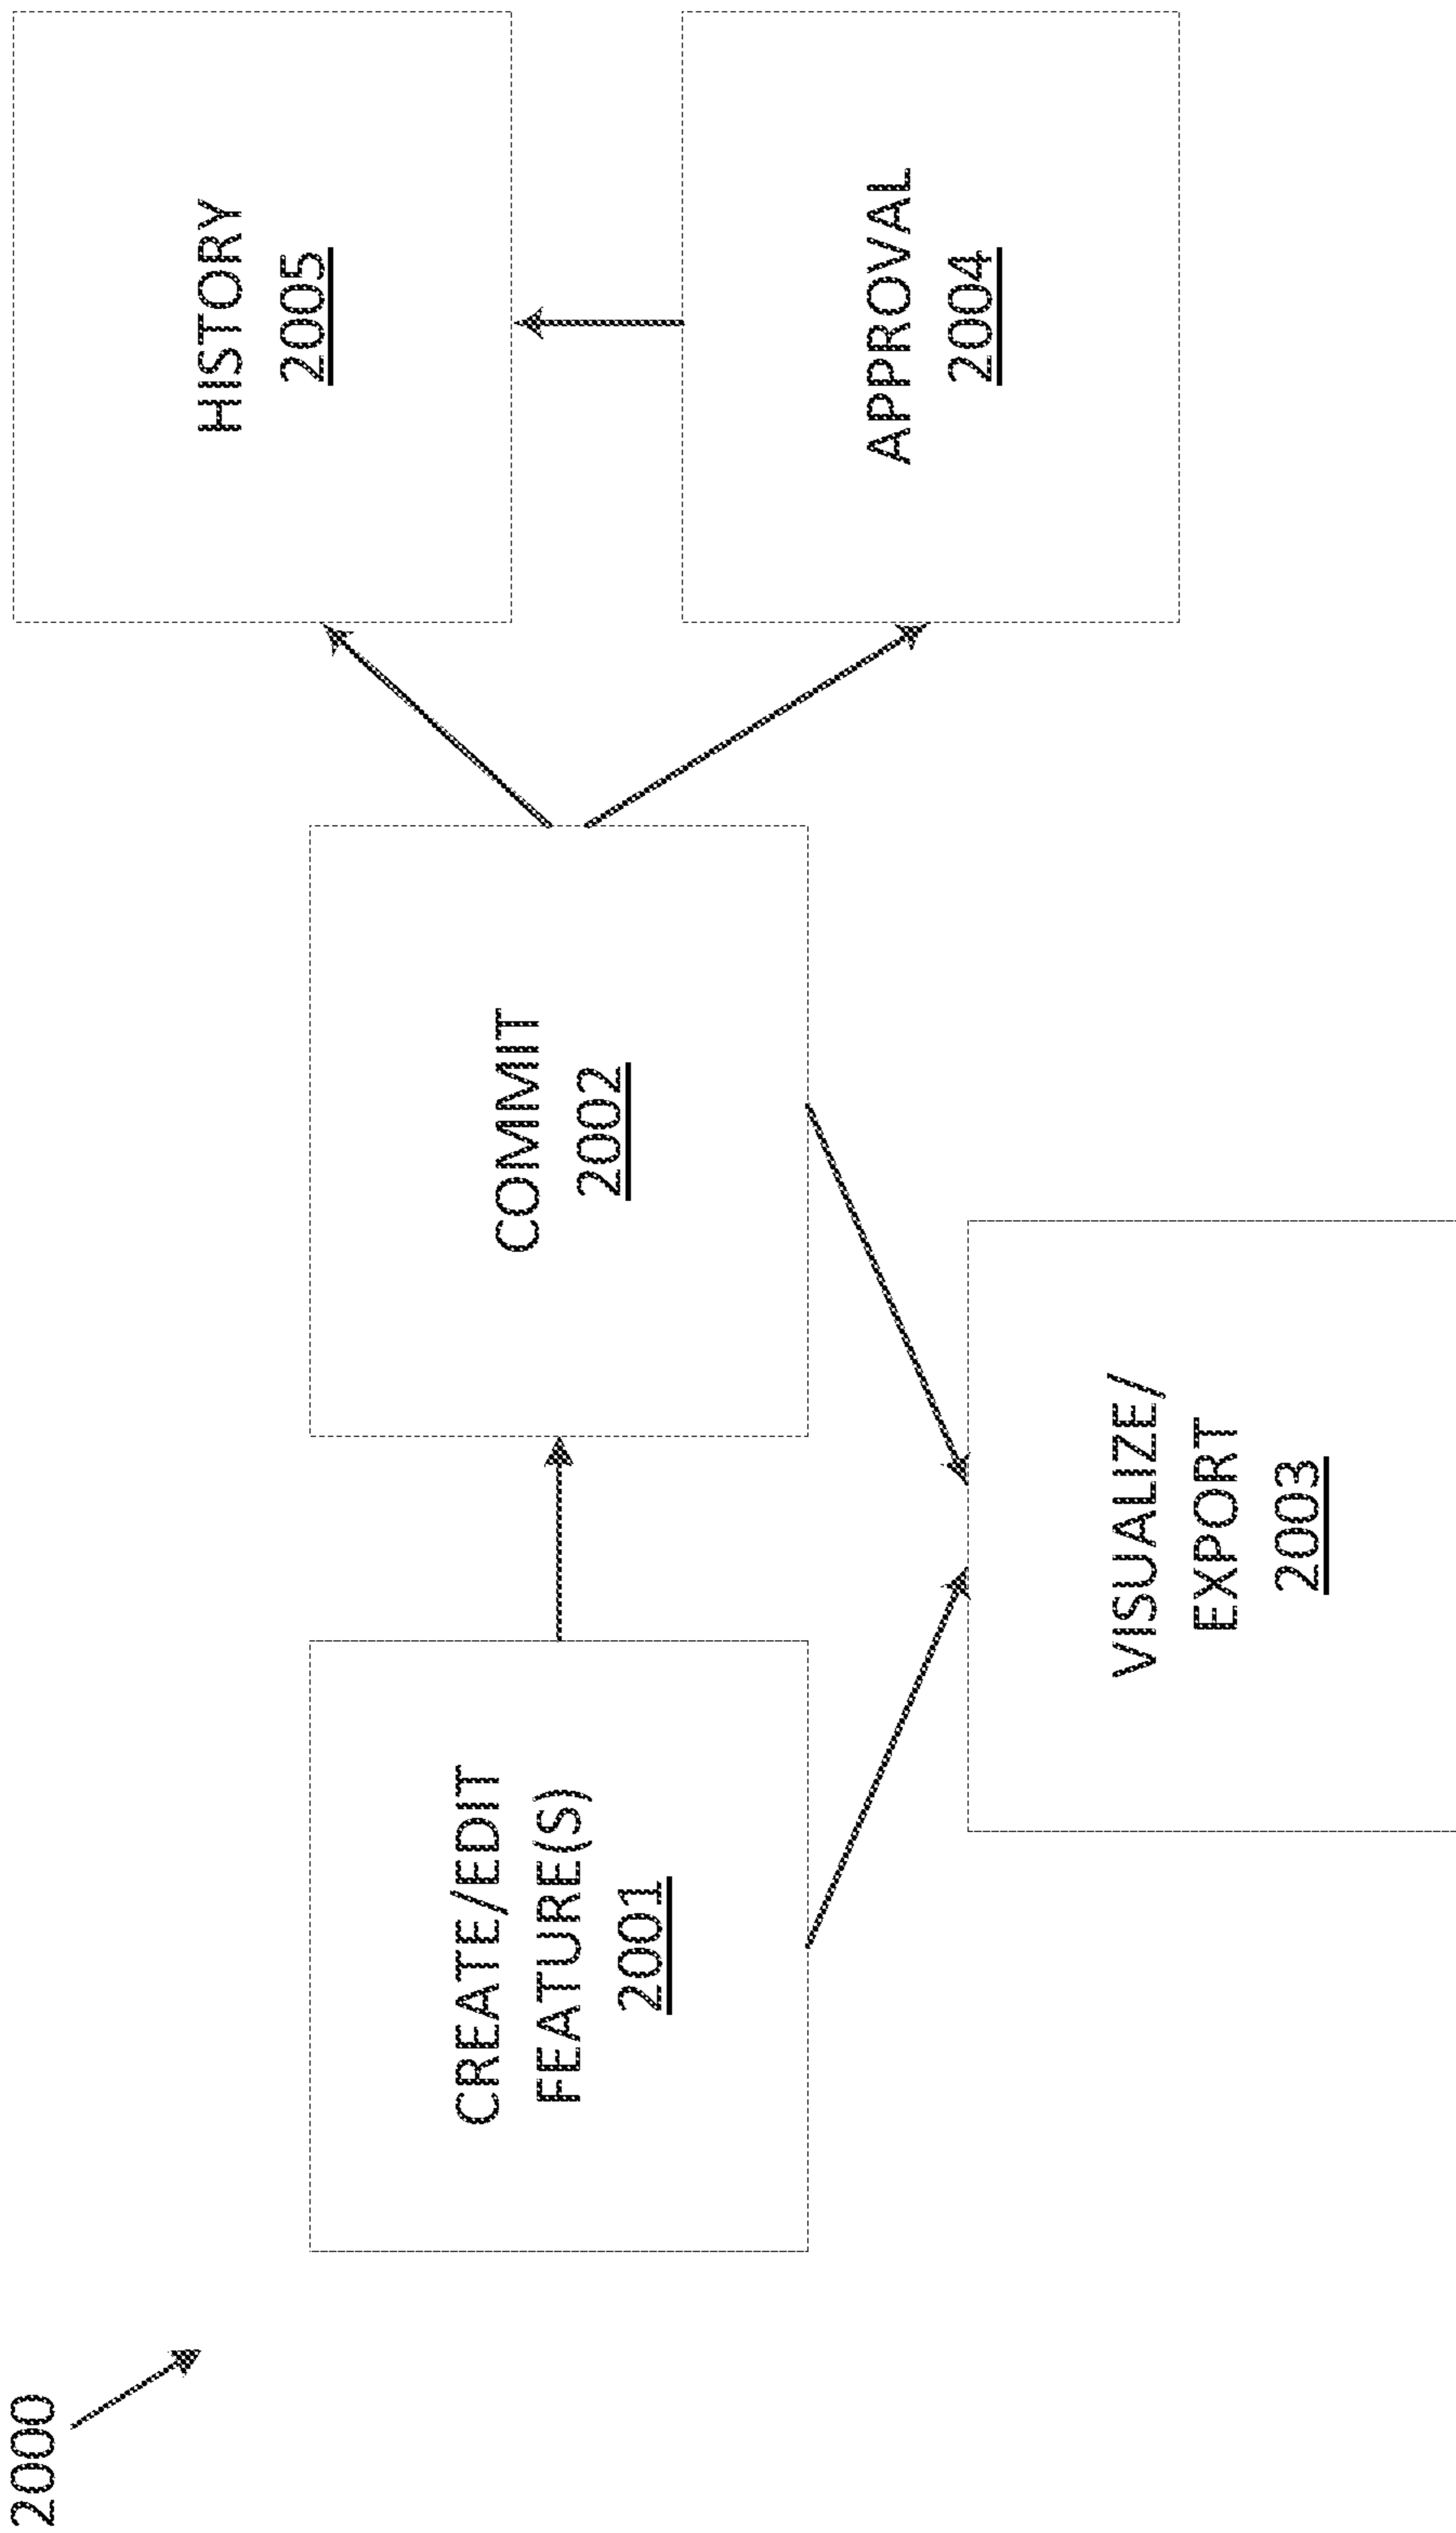 2000
CREATE/EDIT
FEATURE(S)
2001
COMMIT
2002
VISUALIZE/
EXPORT
2003
HISTORY
2005
APPROVAL
2004